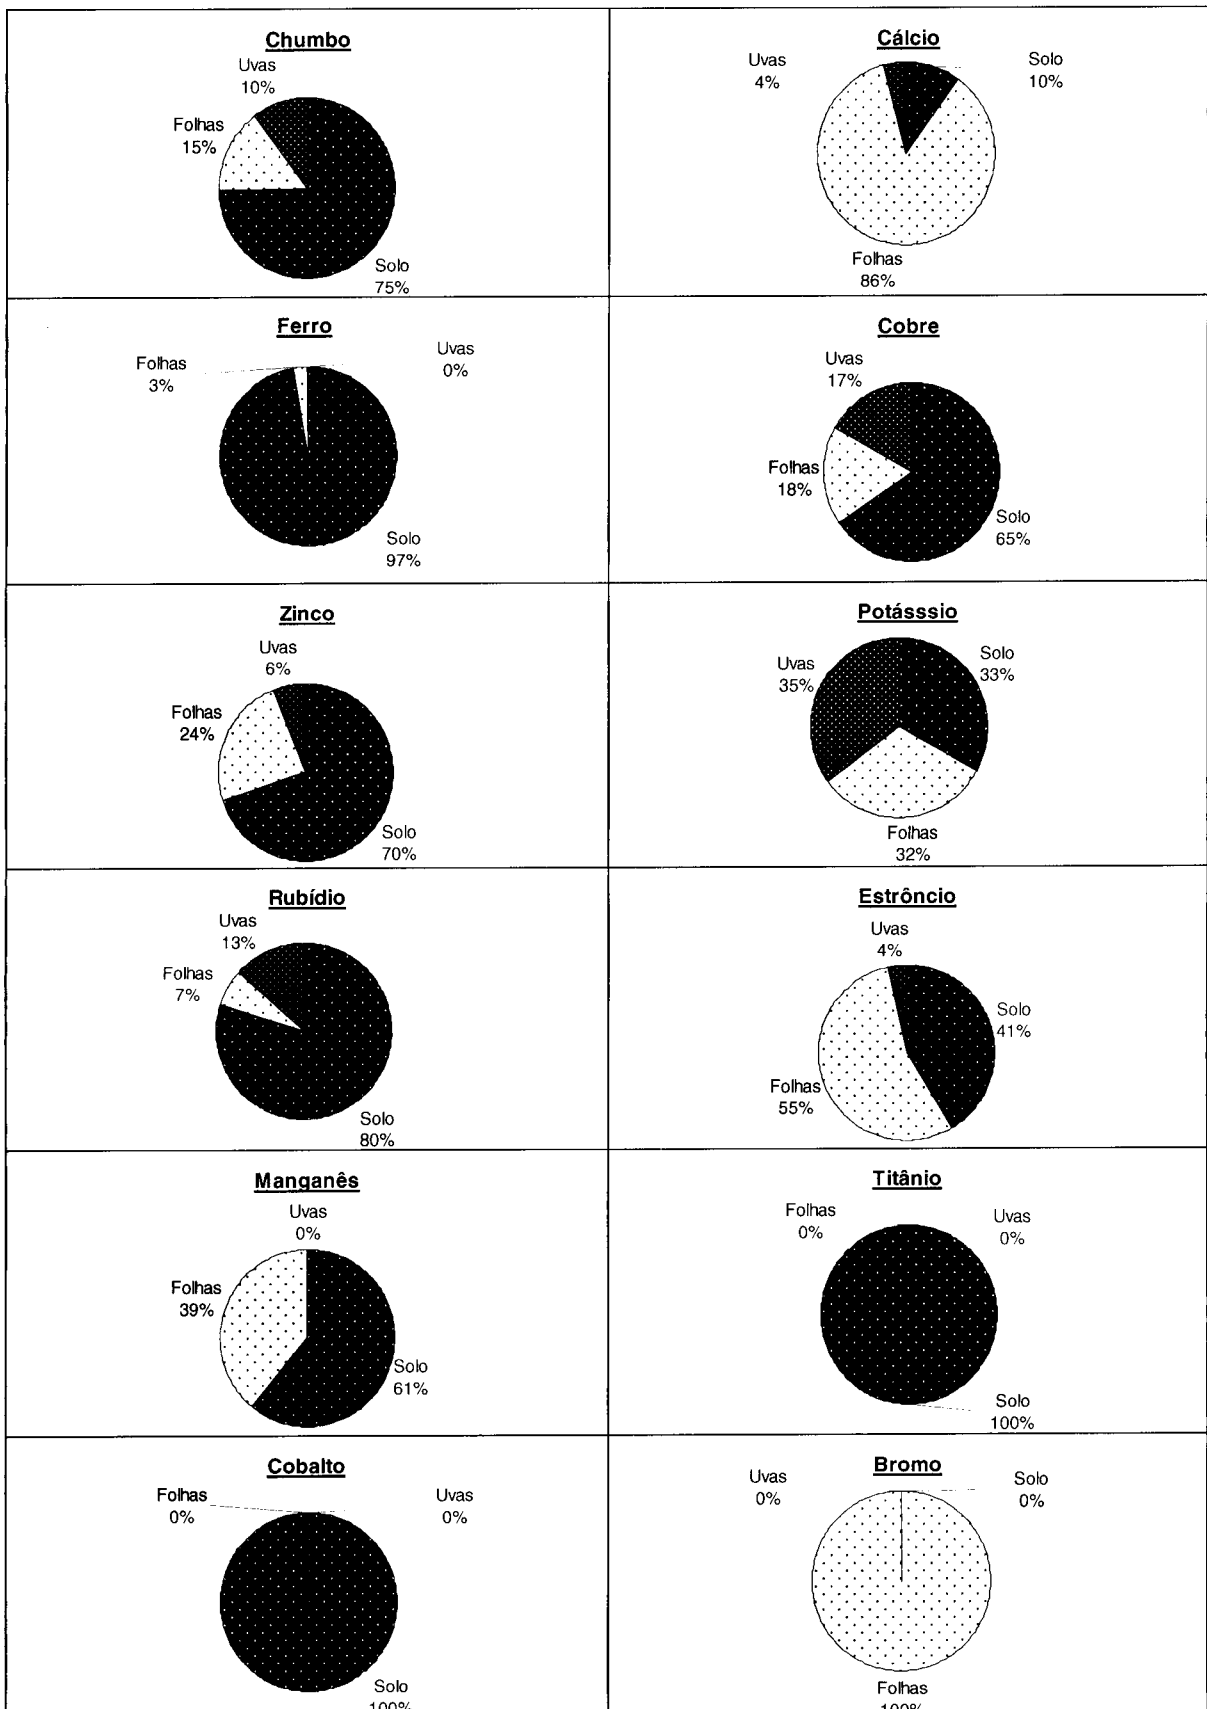 Chumbo
Uvas
10%
Folhas
15%
Solo
75%
Cálcio
Uvas
4%
Solo
10%
Folhas
86%
Ferro
Folhas
3%
Uvas
0%
Solo
97%
Cobre
Uvas
17%
Folhas
18%
Solo
65%
Zinco
Uvas
6%
Folhas
24%
Solo
70%
Potásssio
Uvas
35%
Solo
33%
Folhas
32%
Rubídio
Uvas
13%
Folhas
7%
Solo
80%
Estrôncio
Uvas
4%
Solo
41%
Folhas
55%
Manganês
Uvas
0%
Folhas
39%
Solo
61%
Titânio
Folhas
0%
Uvas
0%
Solo
100%
Cobalto
Folhas
0%
Uvas
0%
Solo
100%
Bromo
Uvas
0%
Solo
0%
Folhas
100%